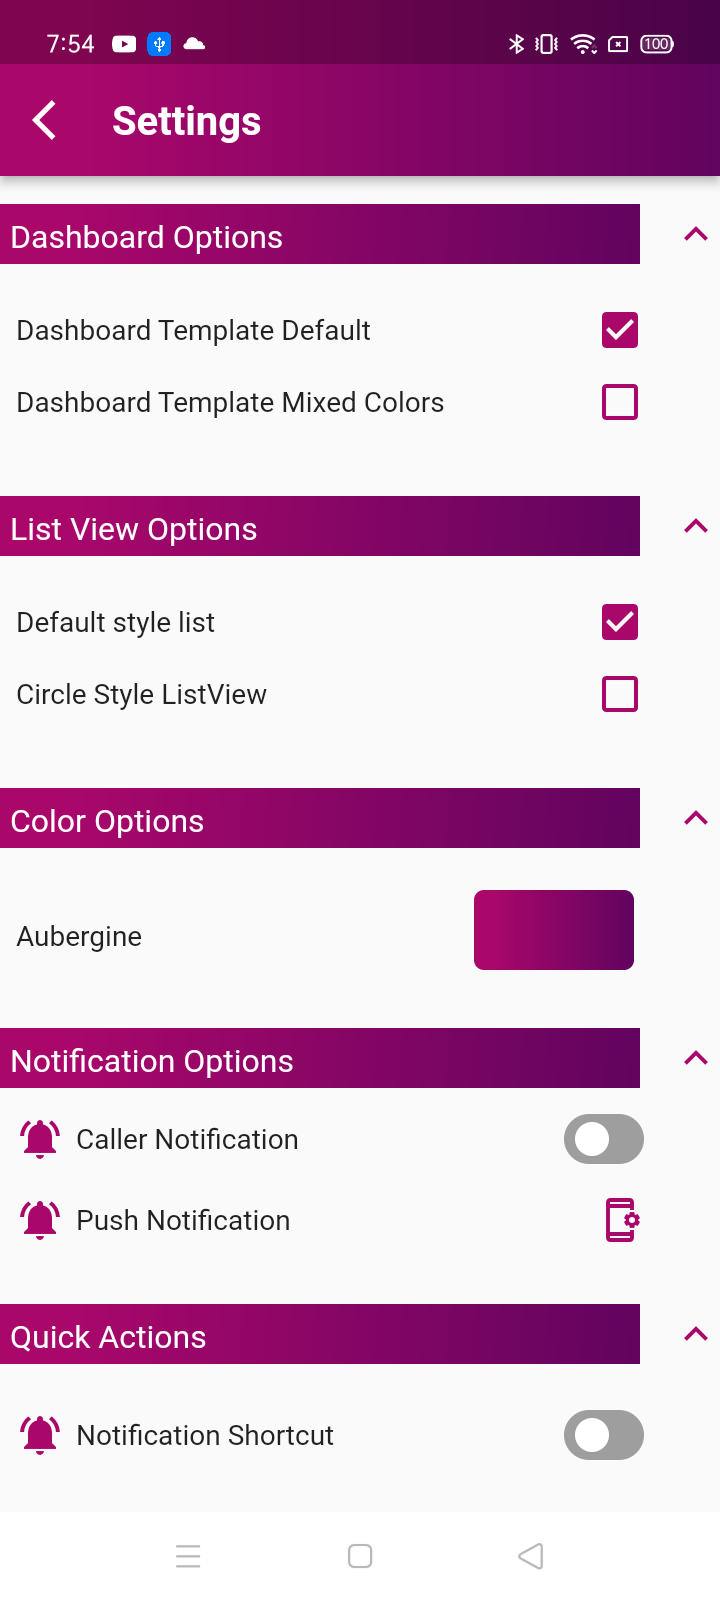 7:54
100
Settings
Dashboard Options
Dashboard Template Default
Dashboard Template Mixed Colors
List View Options
Default style list
Circle Style ListView
Color Options
Aubergine
Notification Options
Caller Notification
Push Notification
Quick Actions
Notification Shortcut